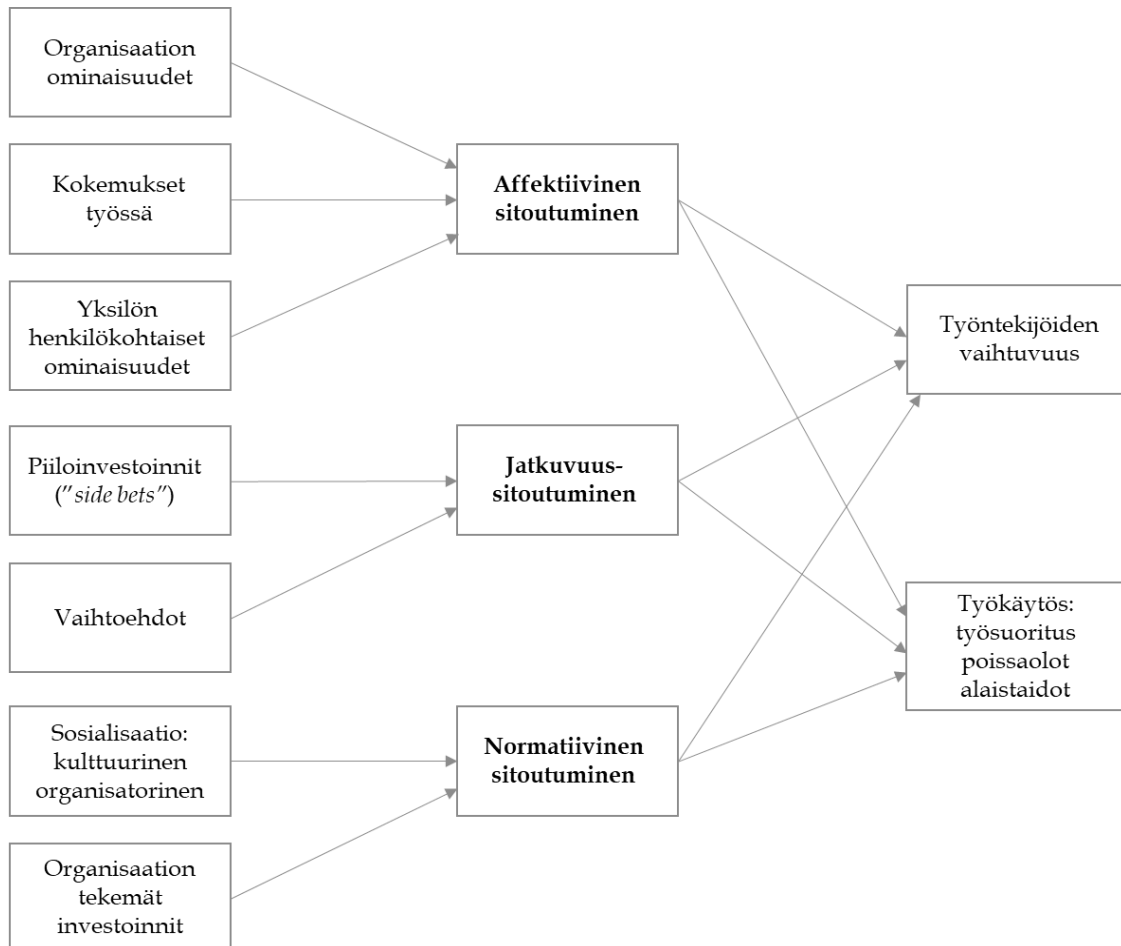 Organisaation
ominaisuudet
Kokemukset
työssä
Yksilön
henkilökohtaiset
ominaisuudet
Piiloinvestoinnit
("side bets")
Vaihtoehdot
Sosialisaatio:
kulttuurinen
organisatorinen
Organisaation
tekemät
investoinnit
Affektiivinen
sitoutuminen
Jatkuvuus-
sitoutuminen
Normatiivinen
sitoutuminen
Työntekijöiden
vaihtuvuus
Työkäytös:
työsuoritus
poissaolot
alaistaidot